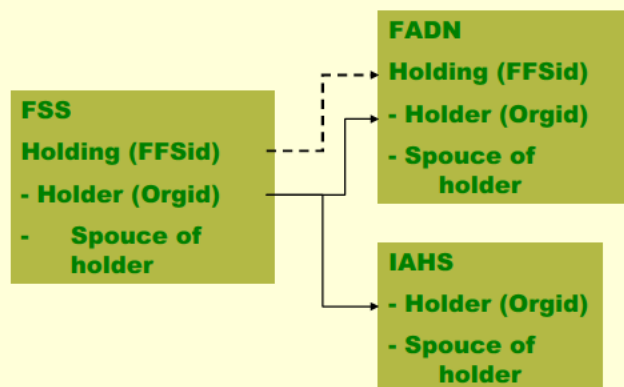 FSS
Holding (FFSid)
- Holder (Orgid)
- Spouce of
holder
FADN
Holding (FFSid)
- Holder (Orgid)
- Spouce of
holder
IAHS
- Holder (Orgid)
- Spouce of
holder